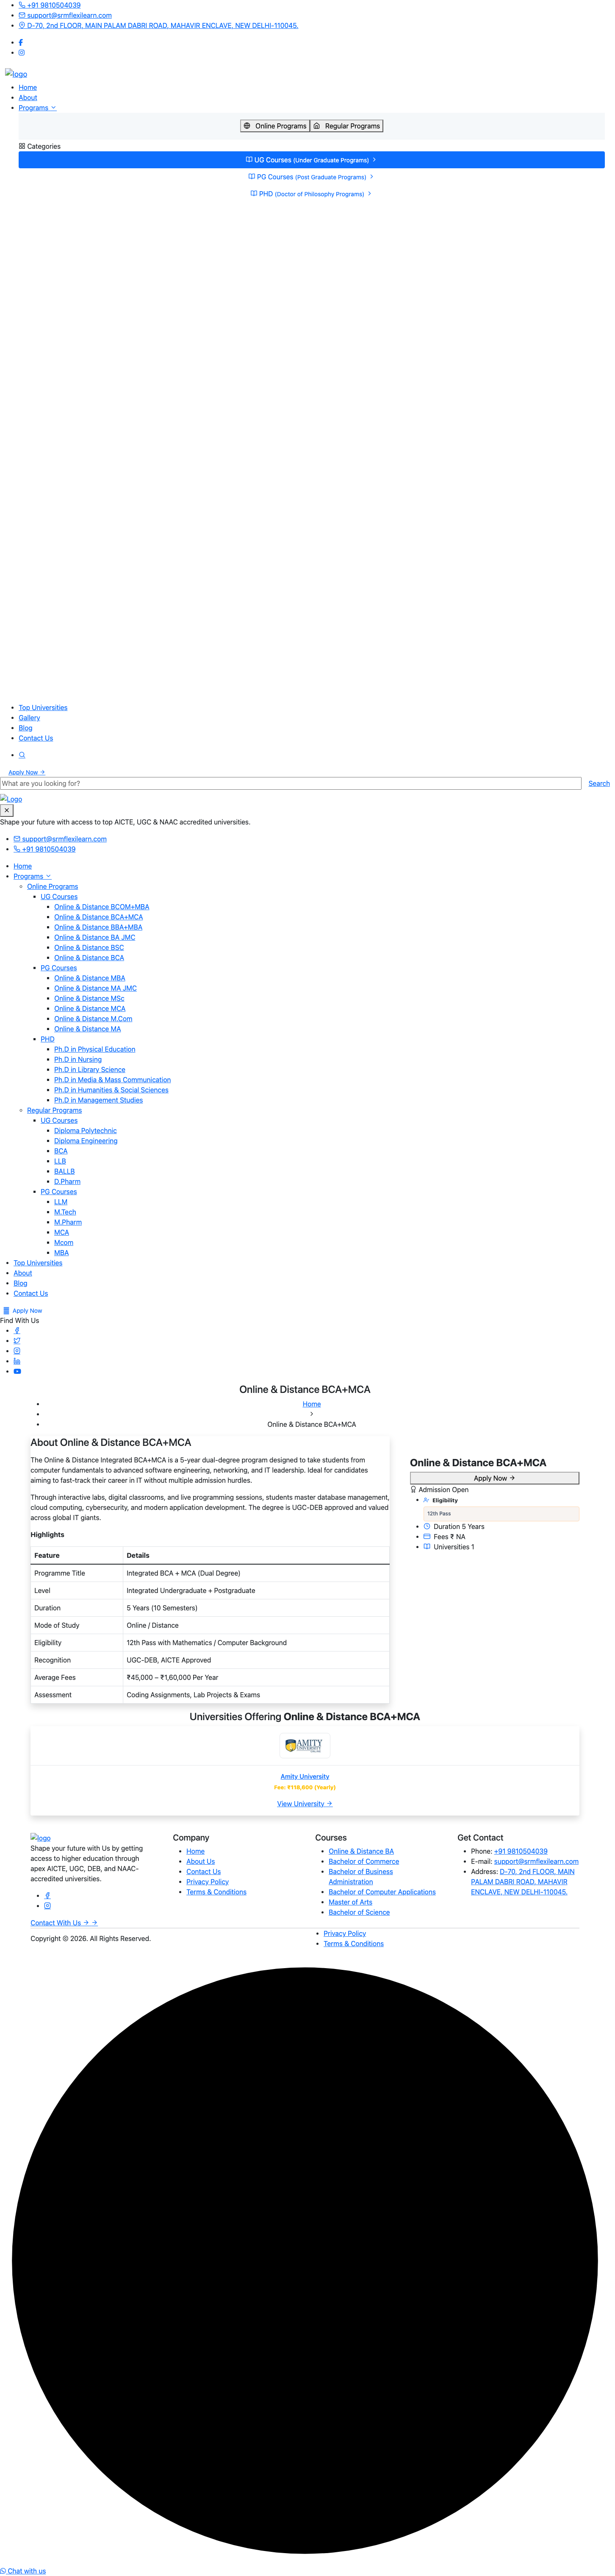 +91 9810504039
support@srmflexilearn.com
D-70, 2nd FLOOR, MAIN PALAM DABRI ROAD, MAHAVIR ENCLAVE, NEW DELHI-110045.
logo
Home
About
Programs
Online Programs Regular Programs
Categories
UG Courses (Under Graduate Programs)
PG Courses (Post Graduate Programs)
PHD (Doctor of Philosophy Programs)
Top Universities
Gallery
Blog
Contact Us
Apply Now
What are you looking for? Search
Logo
Shape your future with access to top AICTE, UGC & NAAC accredited universities.
support@srmflexilearn.com
+91 9810504039
Home
Programs
Online Programs
UG Courses
Online & Distance BCOM+MBA
Online & Distance BCA+MCA
Online & Distance BBA+MBA
Online & Distance BA JMC
Online & Distance BSC
Online & Distance BCA
PG Courses
Online & Distance MBA
Online & Distance MA JMC
Online & Distance MSc
Online & Distance MCA
Online & Distance M.Com
Online & Distance MA
PHD
Ph.D in Physical Education
Ph.D in Nursing
Ph.D in Library Science
Ph.D in Media & Mass Communication
Ph.D in Humanities & Social Sciences
Ph.D in Management Studies
Regular Programs
UG Courses
Diploma Polytechnic
Diploma Engineering
BCA
LLB
BALLB
D.Pharm
PG Courses
LLM
M.Tech
M.Pharm
MCA
Mcom
MBA
Top Universities
About
Blog
Contact Us
Apply Now
Find With Us
Online & Distance BCA+MCA
Home
Online & Distance BCA+MCA
About Online & Distance BCA+MCA
The Online & Distance Integrated BCA+MCA is a 5-year dual-degree program designed to take students from
computer fundamentals to advanced software engineering, networking, and IT leadership. Ideal for candidates
aiming to start early in IT without multiple admission hurdles.
Through interactive labs, digital classrooms, and live programming sessions, students master database management,
cloud computing, cybersecurity, and modern application development. The degree is UGC-DEB approved and valued
across global IT giants.
Highlights
Feature Details
Programme Title Integrated BCA + MCA (Dual Degree)
Level Integrated Undergraduate + Postgraduate
Duration 5 Years (10 Semesters)
Mode of Study Online / Distance
Eligibility 12th Pass with Mathematics / Computer Background
Recognition UGC-DEB, AICTE Approved
Average Fees ₹45,000 – ₹1,60,000 Per Year
Assessment Coding Assignments, Lab Projects & Exams
Online & Distance BCA+MCA
Apply Now
Admission Open
Eligibility
12th Pass
Duration 5 Years
Fees ₹ NA
Universities 1
Universities Offering Online & Distance BCA+MCA
AMITY
UNIVERSITY
Amity University
Fee: ₹118,500 (Yearly)
View University
logo
Shape your future with Us by getting
access to higher education through
apex AICTE, UGC, DEB, and NAAC-
accredited universities.
Contact With Us
Company
Home
About Us
Contact Us
Privacy Policy
Terms & Conditions
Courses
Online & Distance BA
Bachelor of Commerce
Bachelor of Business
Administration
Bachelor of Computer Applications
Master of Arts
Bachelor of Science
Get Contact
Phone: +91 9810504039
E-mail: support@srmflexilearn.com
Address: D-70, 2nd FLOOR, MAIN
PALAM DABRI ROAD, MAHAVIR
ENCLAVE, NEW DELHI-110045.
Copyright © 2026. All Rights Reserved.
Privacy Policy
Terms & Conditions
Chat with us